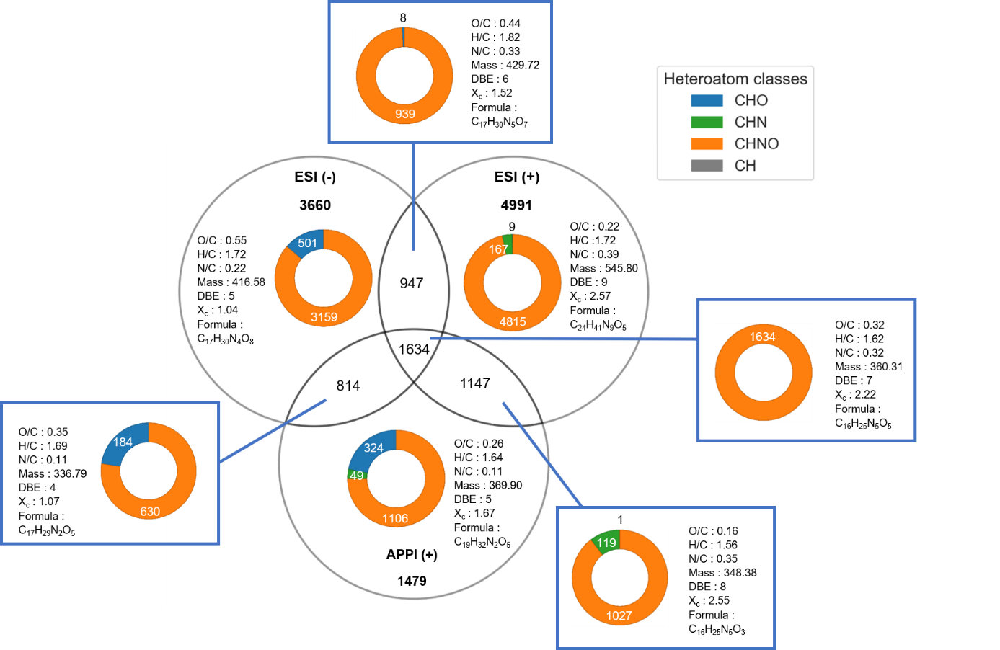 8
939
O/C : 0.44
H/C : 1.82
N/C : 0.33
Mass : 429.72
DBE : 6
Xc : 1.52
Formula :
C17H30N5O7
Heteroatom classes
CHO
CHN
CHNO
CH
ESI (-)
3660
O/C : 0.55
H/C : 1.72
N/C : 0.22
Mass : 416.58
DBE : 5
Xc : 1.04
Formula :
C17H30N4O8
501
3159
947
ESI (+)
4991
9
167
4815
O/C : 0.22
H/C :1.72
N/C : 0.39
Mass : 545.80
DBE : 9
Xc : 2.57
Formula :
C24H41N9O5
1634
814
1147
1634
O/C : 0.32
H/C : 1.62
N/C : 0.32
Mass : 360.31
DBE : 7
Xc : 2.22
Formula :
C16H25N5O5
O/C : 0.35
H/C : 1.69
N/C : 0.11
Mass : 336.79
DBE : 4
Xc : 1.07
Formula :
C17H29N2O5
184
630
324
49
1106
O/C : 0.26
H/C : 1.64
N/C : 0.11
Mass : 369.90
DBE : 5
Xc : 1.67
Formula :
C19H32N2O5
APPI (+)
1479
1
119
1027
O/C : 0.16
H/C : 1.56
N/C : 0.35
Mass : 348.38
DBE : 8
Xc : 2.55
Formula :
C16H25N5O3